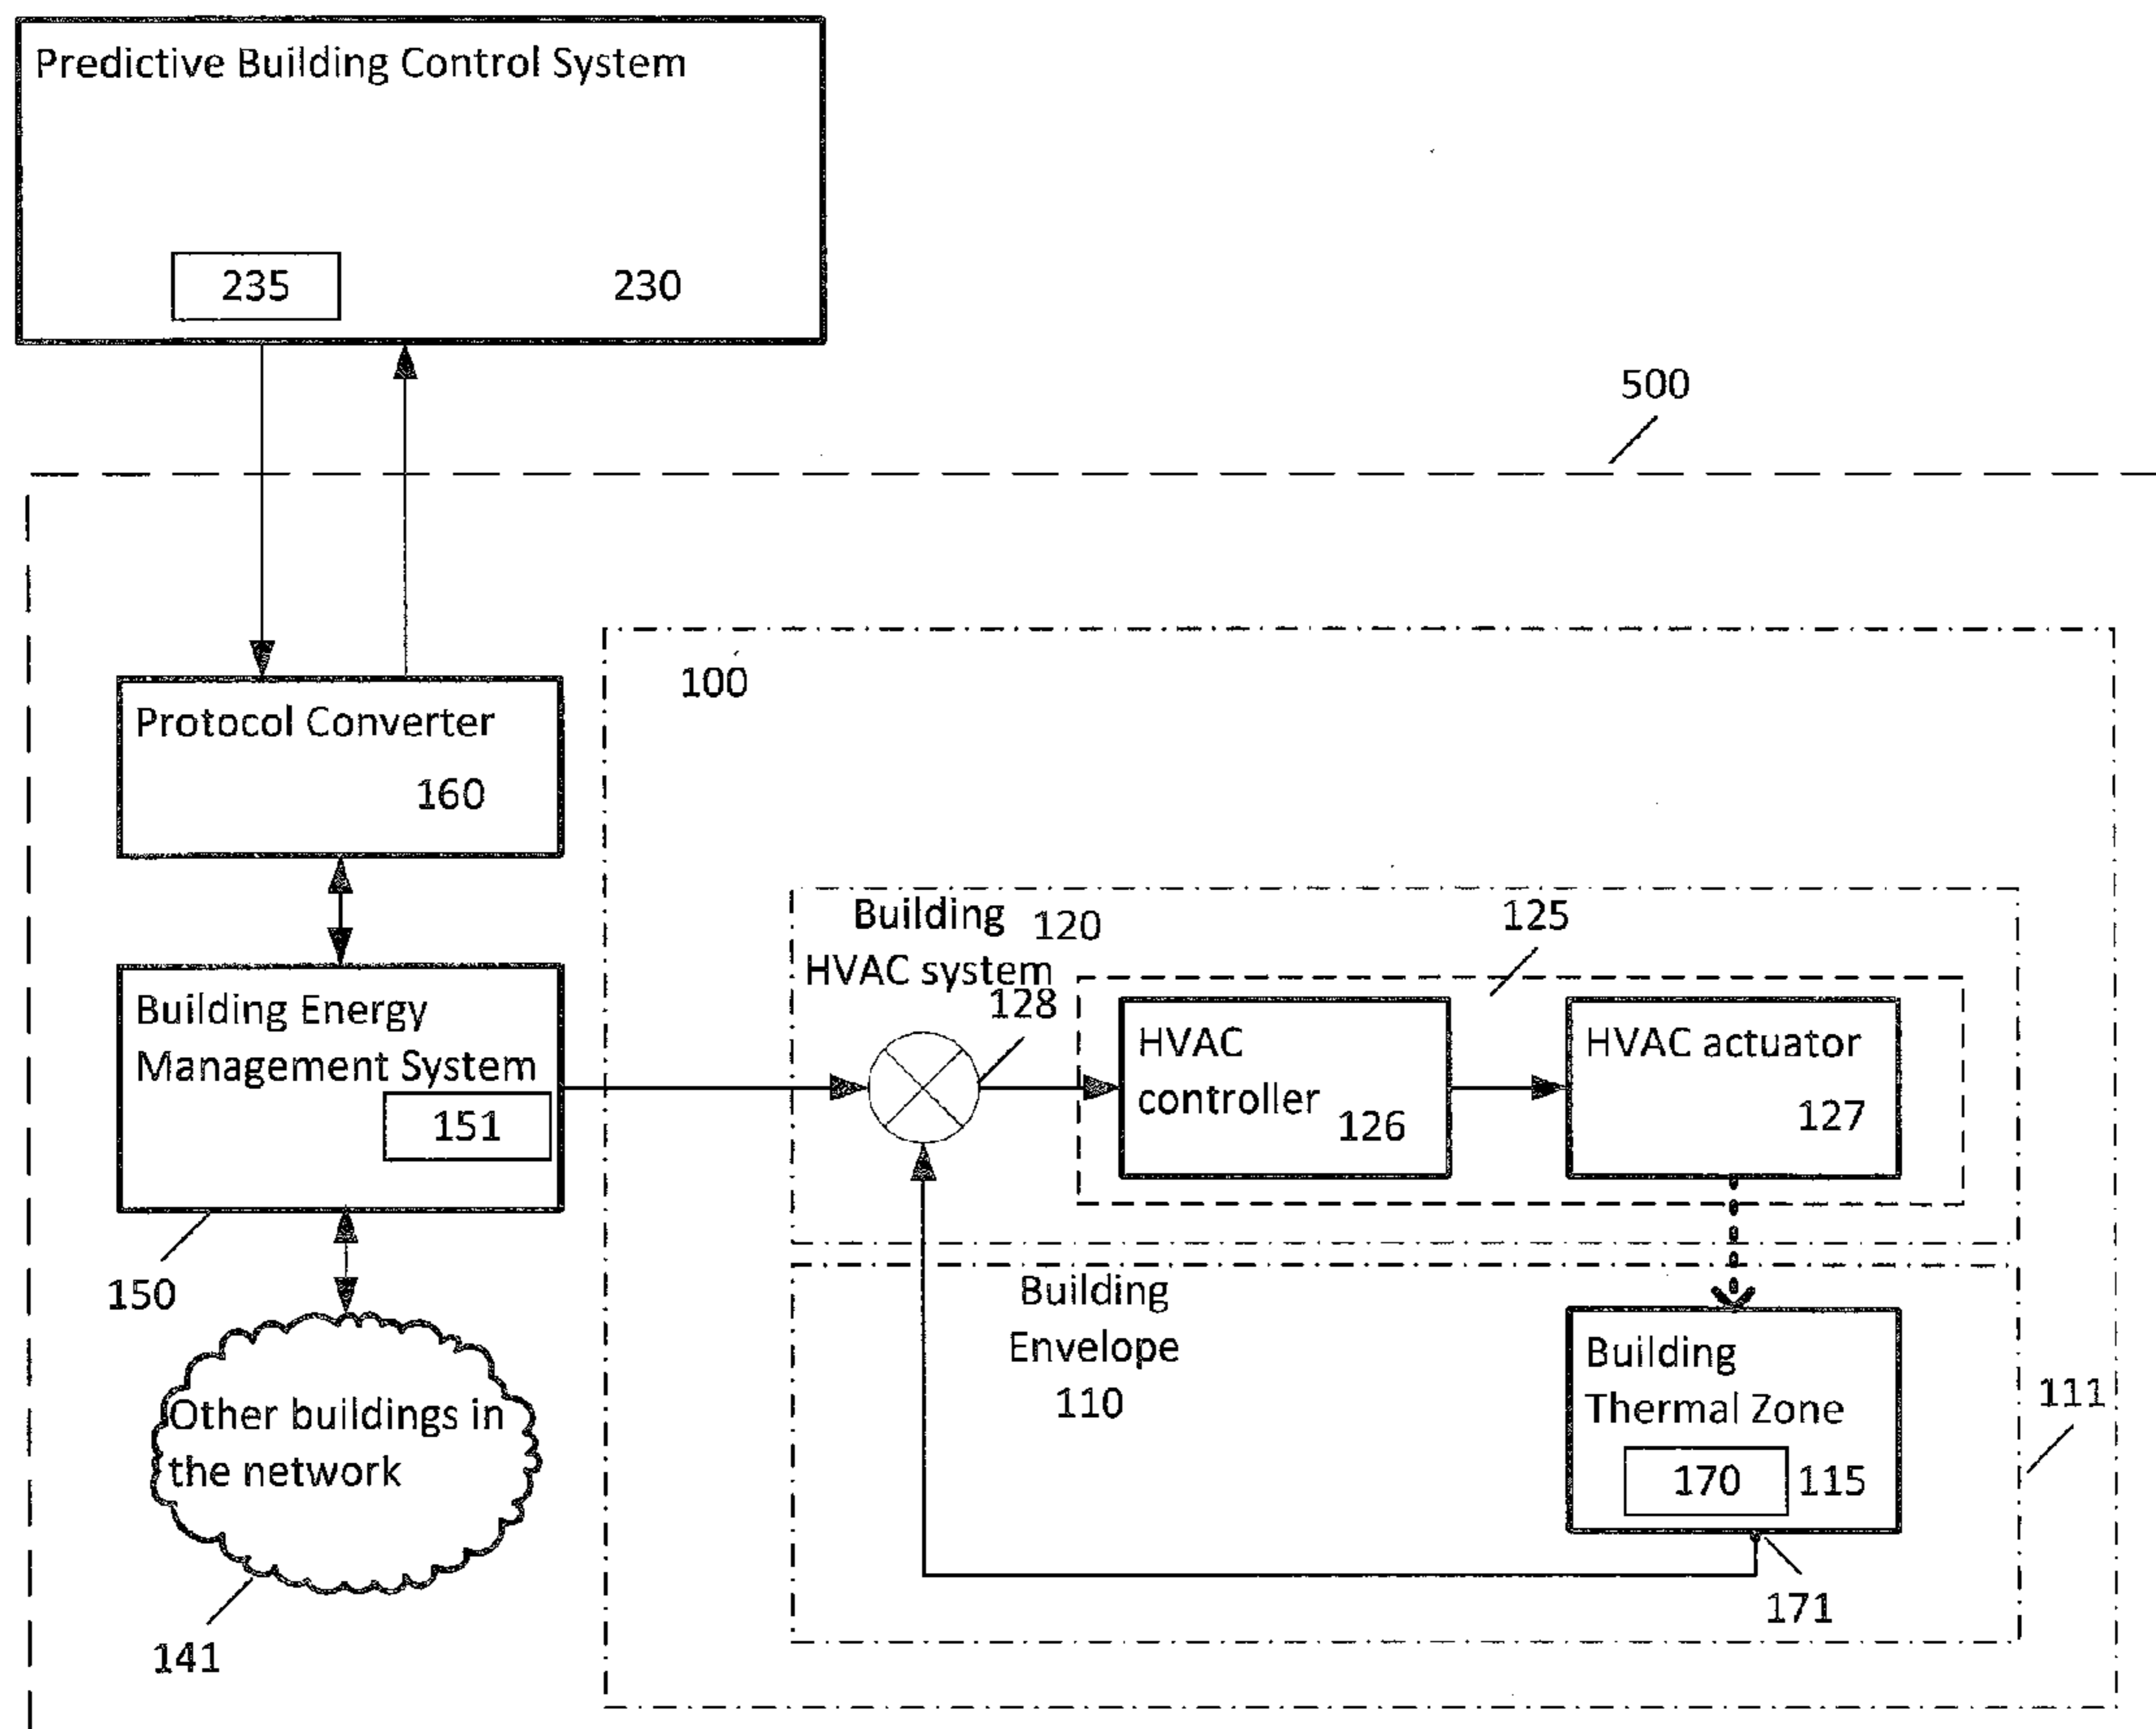 Predictive Building Control System
235
230
500
100
Protocol Converter
160
Building 120
HVAC system
125
128
Building Energy
Management System
151
HVAC
controller
126
HVAC actuator
127
150
Building
Envelope
110
Building
Thermal Zone
170
115
111
Other buildings in
the network
171
141